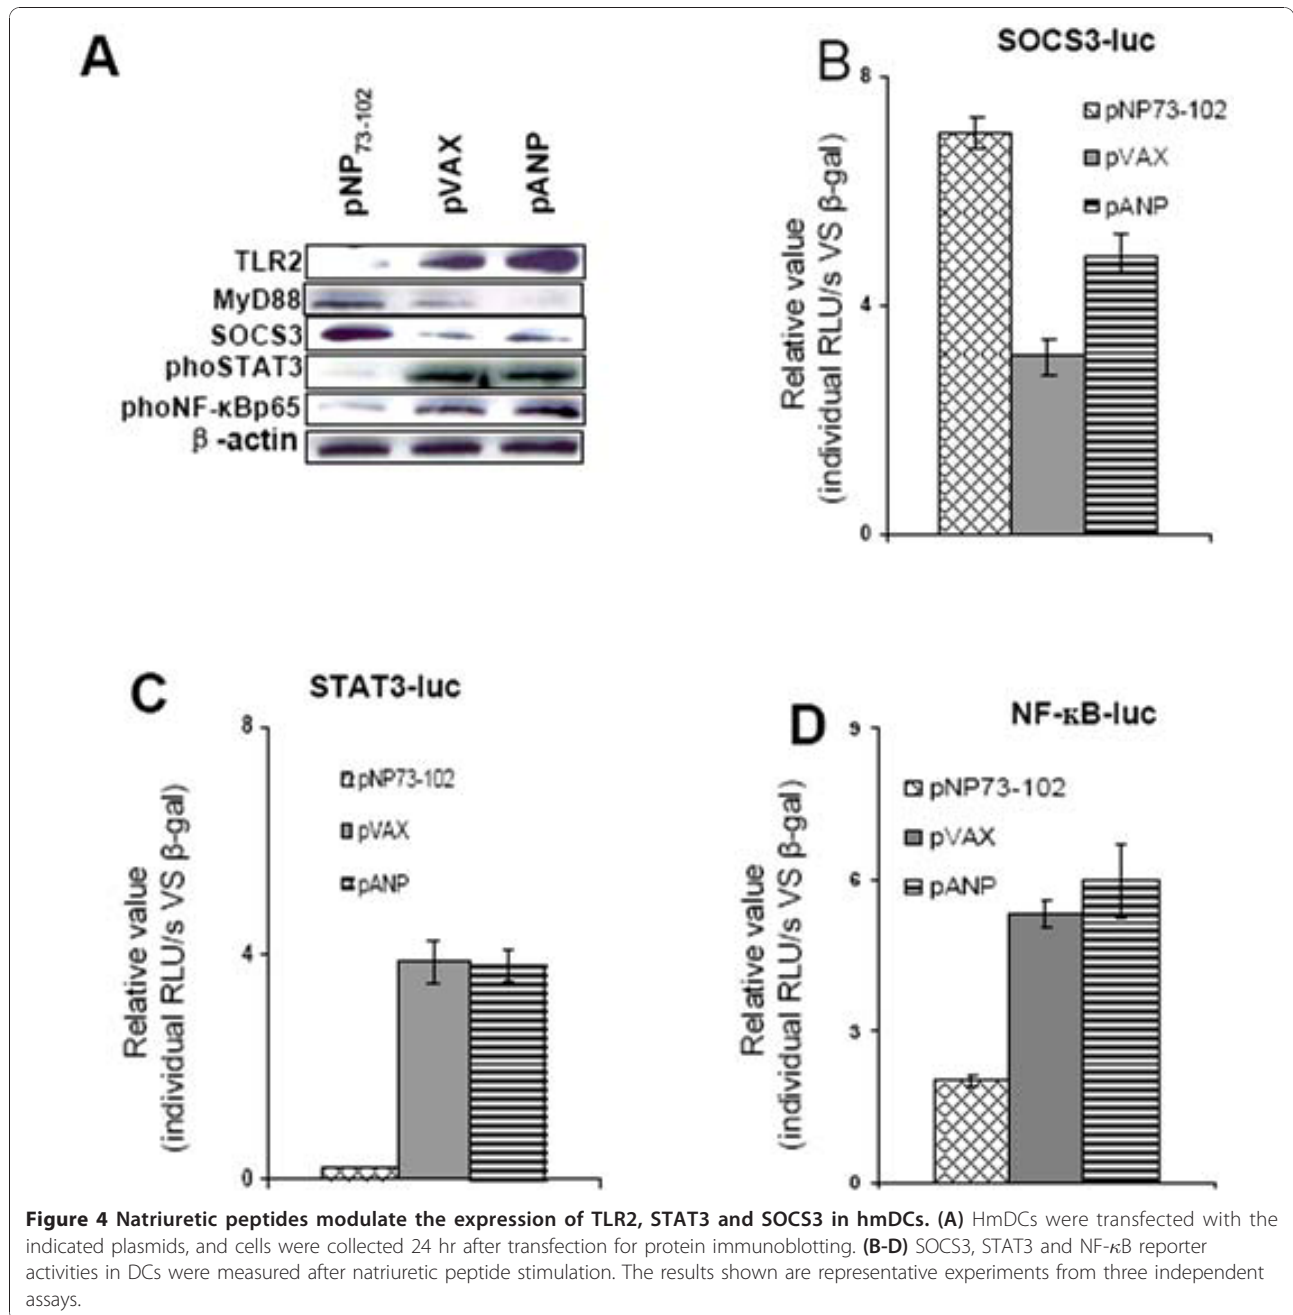 A
pNP73-102
pVAX
pANP
TLR2
MyD88
SOCS3
phoSTAT3
phoNF-κBp65
β-actin
B
SOCS3-luc
Relative value
(individual RLU/s VS β-gal)
8
4
0
pNP73-102
pVAX
pANP
C
STAT3-luc
Relative value
(individual RLU/s VS β-gal)
8
4
0
pNP73-102
pVAX
pANP
D
NF-κB-luc
Relative value
(individual RLU/s VS β-gal)
9
6
3
0
pNP73-102
pVAX
pANP
Figure 4 Natriuretic peptides modulate the expression of TLR2, STAT3 and SOCS3 in hmDCs. (A) HmDCs were transfected with the
indicated plasmids, and cells were collected 24 hr after transfection for protein immunoblotting. (B-D) SOCS3, STAT3 and NF-κB reporter
activities in DCs were measured after natriuretic peptide stimulation. The results shown are representative experiments from three independent
assays.